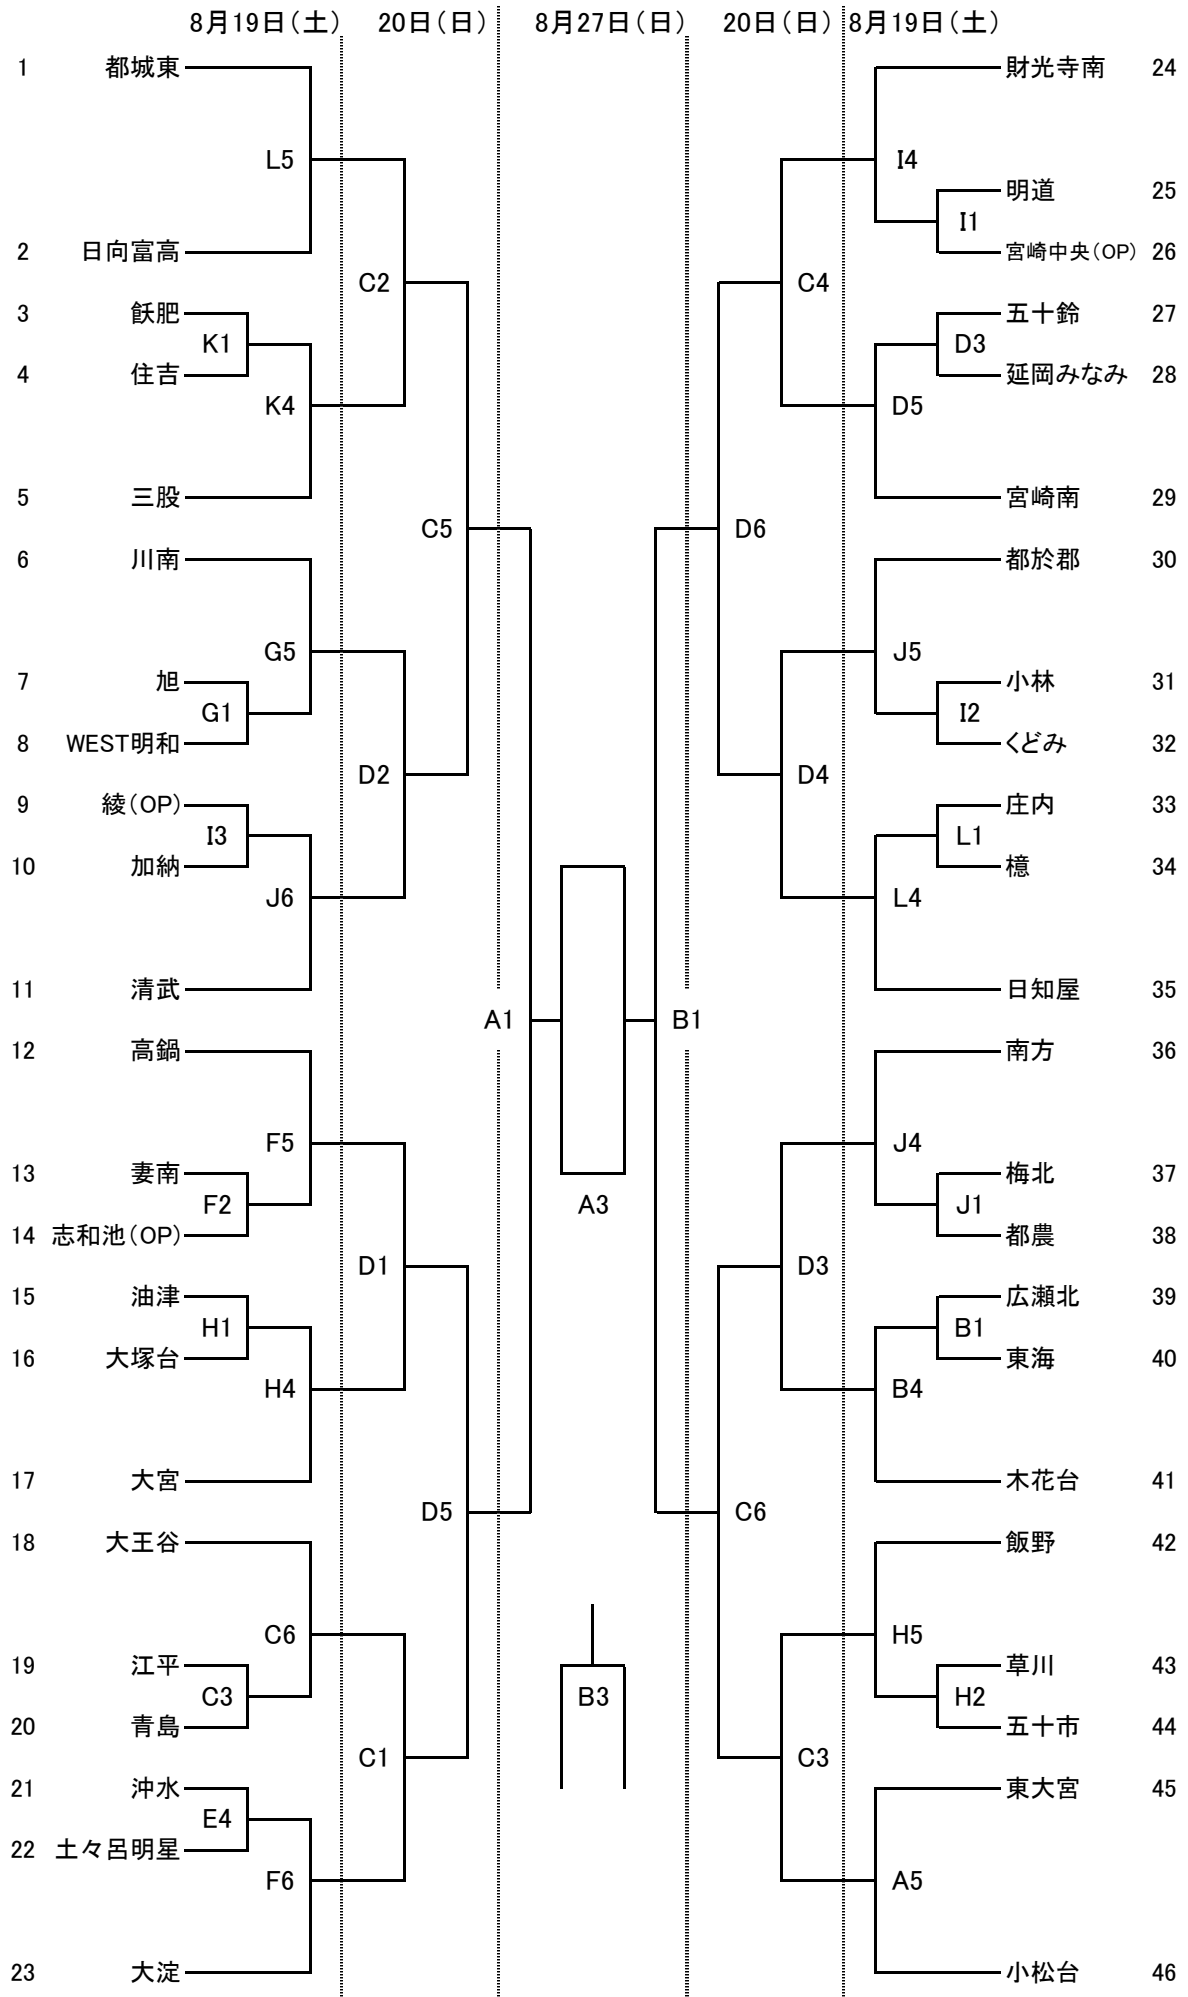 8月19日（土） 20日（日） 8月27日（日） 20日（日） 8月19日（土）
1 都城東 財光寺南 24
L5 I4
明道 25
I1
2 日向富高 宮崎中央（OP） 26
C2 C4
3 飫肥 五十鈴 27
K1 D3
4 住吉 延岡みなみ 28
K4 D5
5 三股 宮崎南 29
C5 D6
6 川南 都於郡 30
G5 J5
7 旭 小林 31
G1 I2
8 WEST明和 くどみ 32
D2 D4
9 綾（OP） 庄内 33
I3 L1
10 加納 檍 34
J6 L4
11 清武 日知屋 35
A1 B1
12 高鍋 南方 36
F5 J4
13 妻南 梅北 37
F2 A3 J1
14 志和池（OP） 都農 38
D1 D3
15 油津 広瀬北 39
H1 B1
16 大塚台 東海 40
H4 B4
17 大宮 木花台 41
D5 C6
18 大王谷 飯野 42
C6 H5
19 江平 草川 43
C3 B3 H2
20 青島 五十市 44
C1 C3
21 沖水 東大宮 45
E4
22 土々呂明星
F6 A5
23 大淀 小松台 46